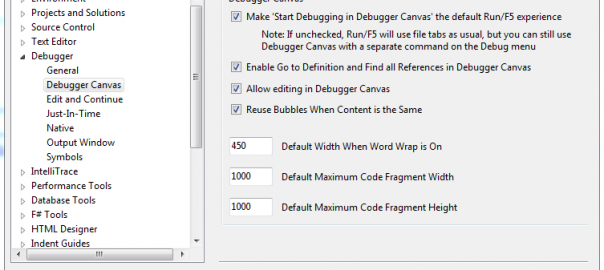 Environment
Projects and Solutions
Source Control
Text Editor
Debugger
General
Debugger Canvas
Edit and Continue
Just-In-Time
Native
Output Window
Symbols
IntelliTrace
Performance Tools
Database Tools
F# Tools
HTML Designer
Indent Guides
Debugger Canvas
Make 'Start Debugging in Debugger Canvas' the default Run/F5 experience
Note: If unchecked, Run/F5 will use file tabs as usual, but you can still use
Debugger Canvas with a separate command on the Debug menu
Enable Go to Definition and Find all References in Debugger Canvas
Allow editing in Debugger Canvas
Reuse Bubbles When Content is the Same
450 Default Width When Word Wrap is On
1000 Default Maximum Code Fragment Width
1000 Default Maximum Code Fragment Height